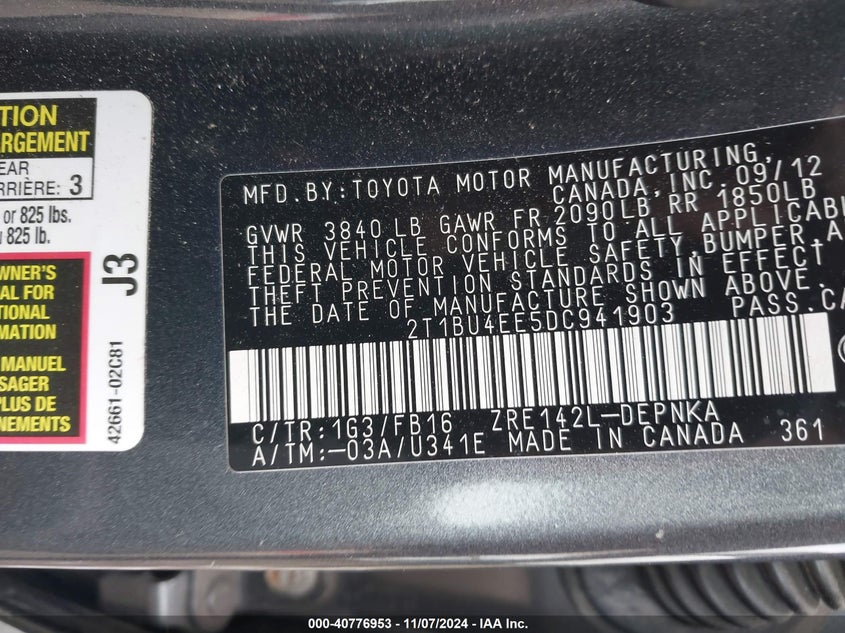 TION
RGEMENT
EAR
RRIÈRE: 3
or 825 lbs.
825 lb.
WNER'S
AL FOR
TIONAL
RMATION
MANUEL
SAGER
PLUS DE
NEMENTS
J3
42661-02C81
MFD.BY:TOYOTA MOTOR MANUFACTURING,
CANADA,INC. 09/12
GVWR 3840 LB GAWR FR 2090LB RR 1850LB
THIS VEHICLE CONFORMS TO ALL APPLICABL
FEDERAL MOTOR VEHICLE SAFETY,BUMPER,A
THEFT PREVENTION STANDARDS IN EFFECT
THE DATE OF MANUFACTURE SHOWN ABOVE.
2T1BU4EE5DC941903 PASS.CA
C/TR:1G3/FB16 ZRE142L-DEPNKA
A/TM:-03A/U341E MADE IN CANADA 361
000-40776953 - 11/07/2024 - IAA Inc.